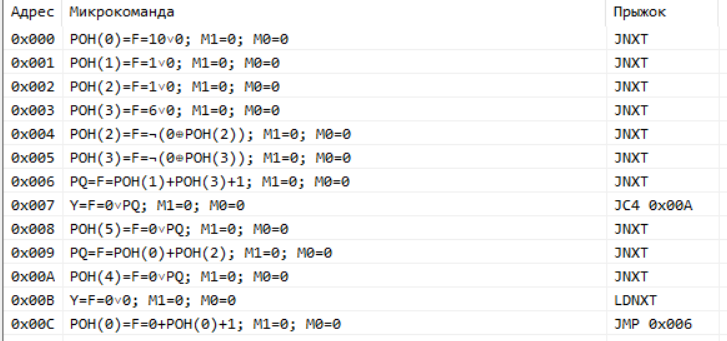 Адрес Микрокоманда Прыжок
0x000 РОН(0)=F=10∨0; M1=0; M0=0 JNXT
0x001 РОН(1)=F=1∨0; M1=0; M0=0 JNXT
0x002 РОН(2)=F=1∨0; M1=0; M0=0 JNXT
0x003 РОН(3)=F=6∨0; M1=0; M0=0 JNXT
0x004 РОН(2)=F=¬(0⊕РОН(2)); M1=0; M0=0 JNXT
0x005 РОН(3)=F=¬(0⊕РОН(3)); M1=0; M0=0 JNXT
0x006 PQ=F=РОН(1)+РОН(3)+1; M1=0; M0=0 JNXT
0x007 Y=F=0∨PQ; M1=0; M0=0 JC4 0x00A
0x008 РОН(5)=F=0∨PQ; M1=0; M0=0 JNXT
0x009 PQ=F=РОН(0)+РОН(2); M1=0; M0=0 JNXT
0x00A РОН(4)=F=0∨PQ; M1=0; M0=0 JNXT
0x00B Y=F=0∨0; M1=0; M0=0 LDNXT
0x00C РОН(0)=F=0+РОН(0)+1; M1=0; M0=0 JMP 0x006